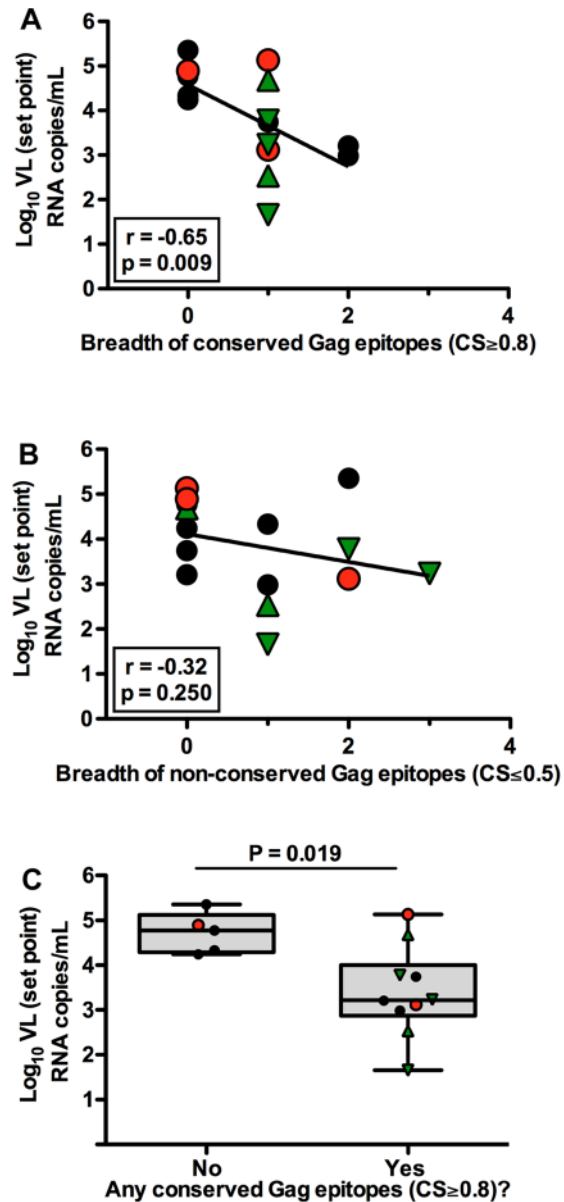 A
Log10 VL (set point)
RNA copies/mL
6
5
4
3
2
1
0
r = -0.65
p = 0.009
0 2 4
Breadth of conserved Gag epitopes (CS≥0.8)
B
Log10 VL (set point)
RNA copies/mL
6
5
4
3
2
1
0
r = -0.32
p = 0.250
0 2 4
Breadth of non-conserved Gag epitopes (CS≤0.5)
C
P = 0.019
Log10 VL (set point)
RNA copies/mL
6
5
4
3
2
1
No Yes
Any conserved Gag epitopes (CS≥0.8)?